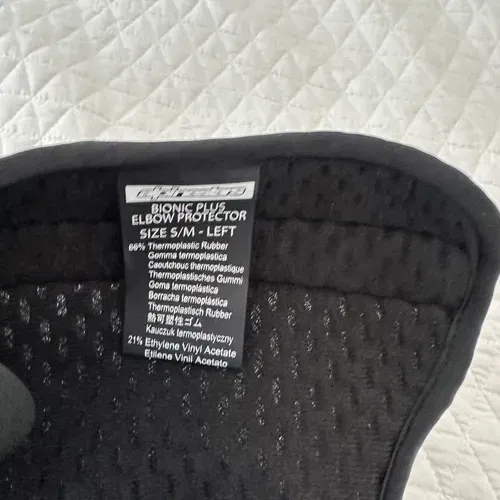 alpinestars
BIONIC PLUS
ELBOW PROTECTOR
SIZE S/M - LEFT
66% Thermoplastic Rubber
Gomma termoplastica
Caoutchouc thermoplastique
Thermoplastisches Gummi
Goma termoplástica
Borracha termoplástica
Thermoplastisch Rubber
熱可塑性ゴム
Kauczuk termoplastyczny
21% Ethylene Vinyl Acetate
Etilene Vinil Acetato